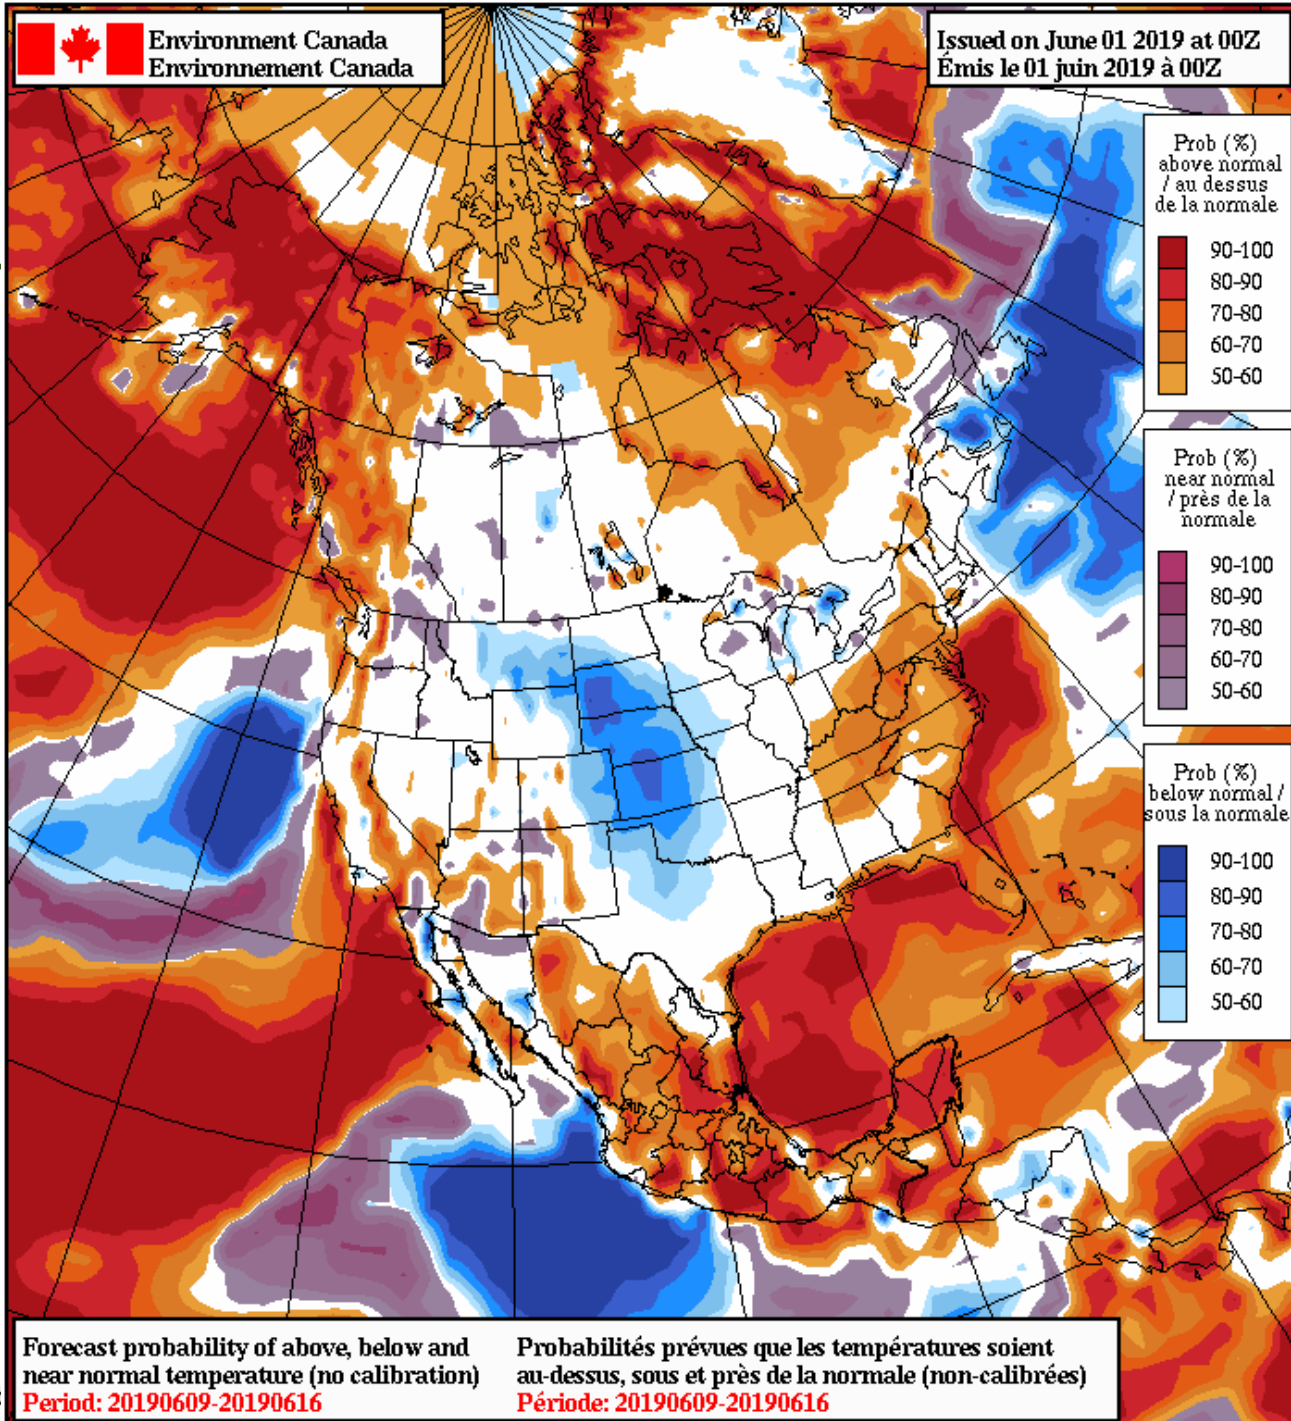 Environment Canada
Environnement Canada
Issued on June 01 2019 at 00Z
Émis le 01 juin 2019 à 00Z
Prob (%)
above normal
/ au dessus
de la normale
90-100
80-90
70-80
60-70
50-60
Prob (%)
near normal
/ près de la
normale
90-100
80-90
70-80
60-70
50-60
Prob (%)
below normal /
sous la normale
90-100
80-90
70-80
60-70
50-60
Forecast probability of above, below and
near normal temperature (no calibration)
Period: 20190609-20190616
Probabilités prévues que les températures soient
au-dessus, sous et près de la normale (non-calibrées)
Période: 20190609-20190616